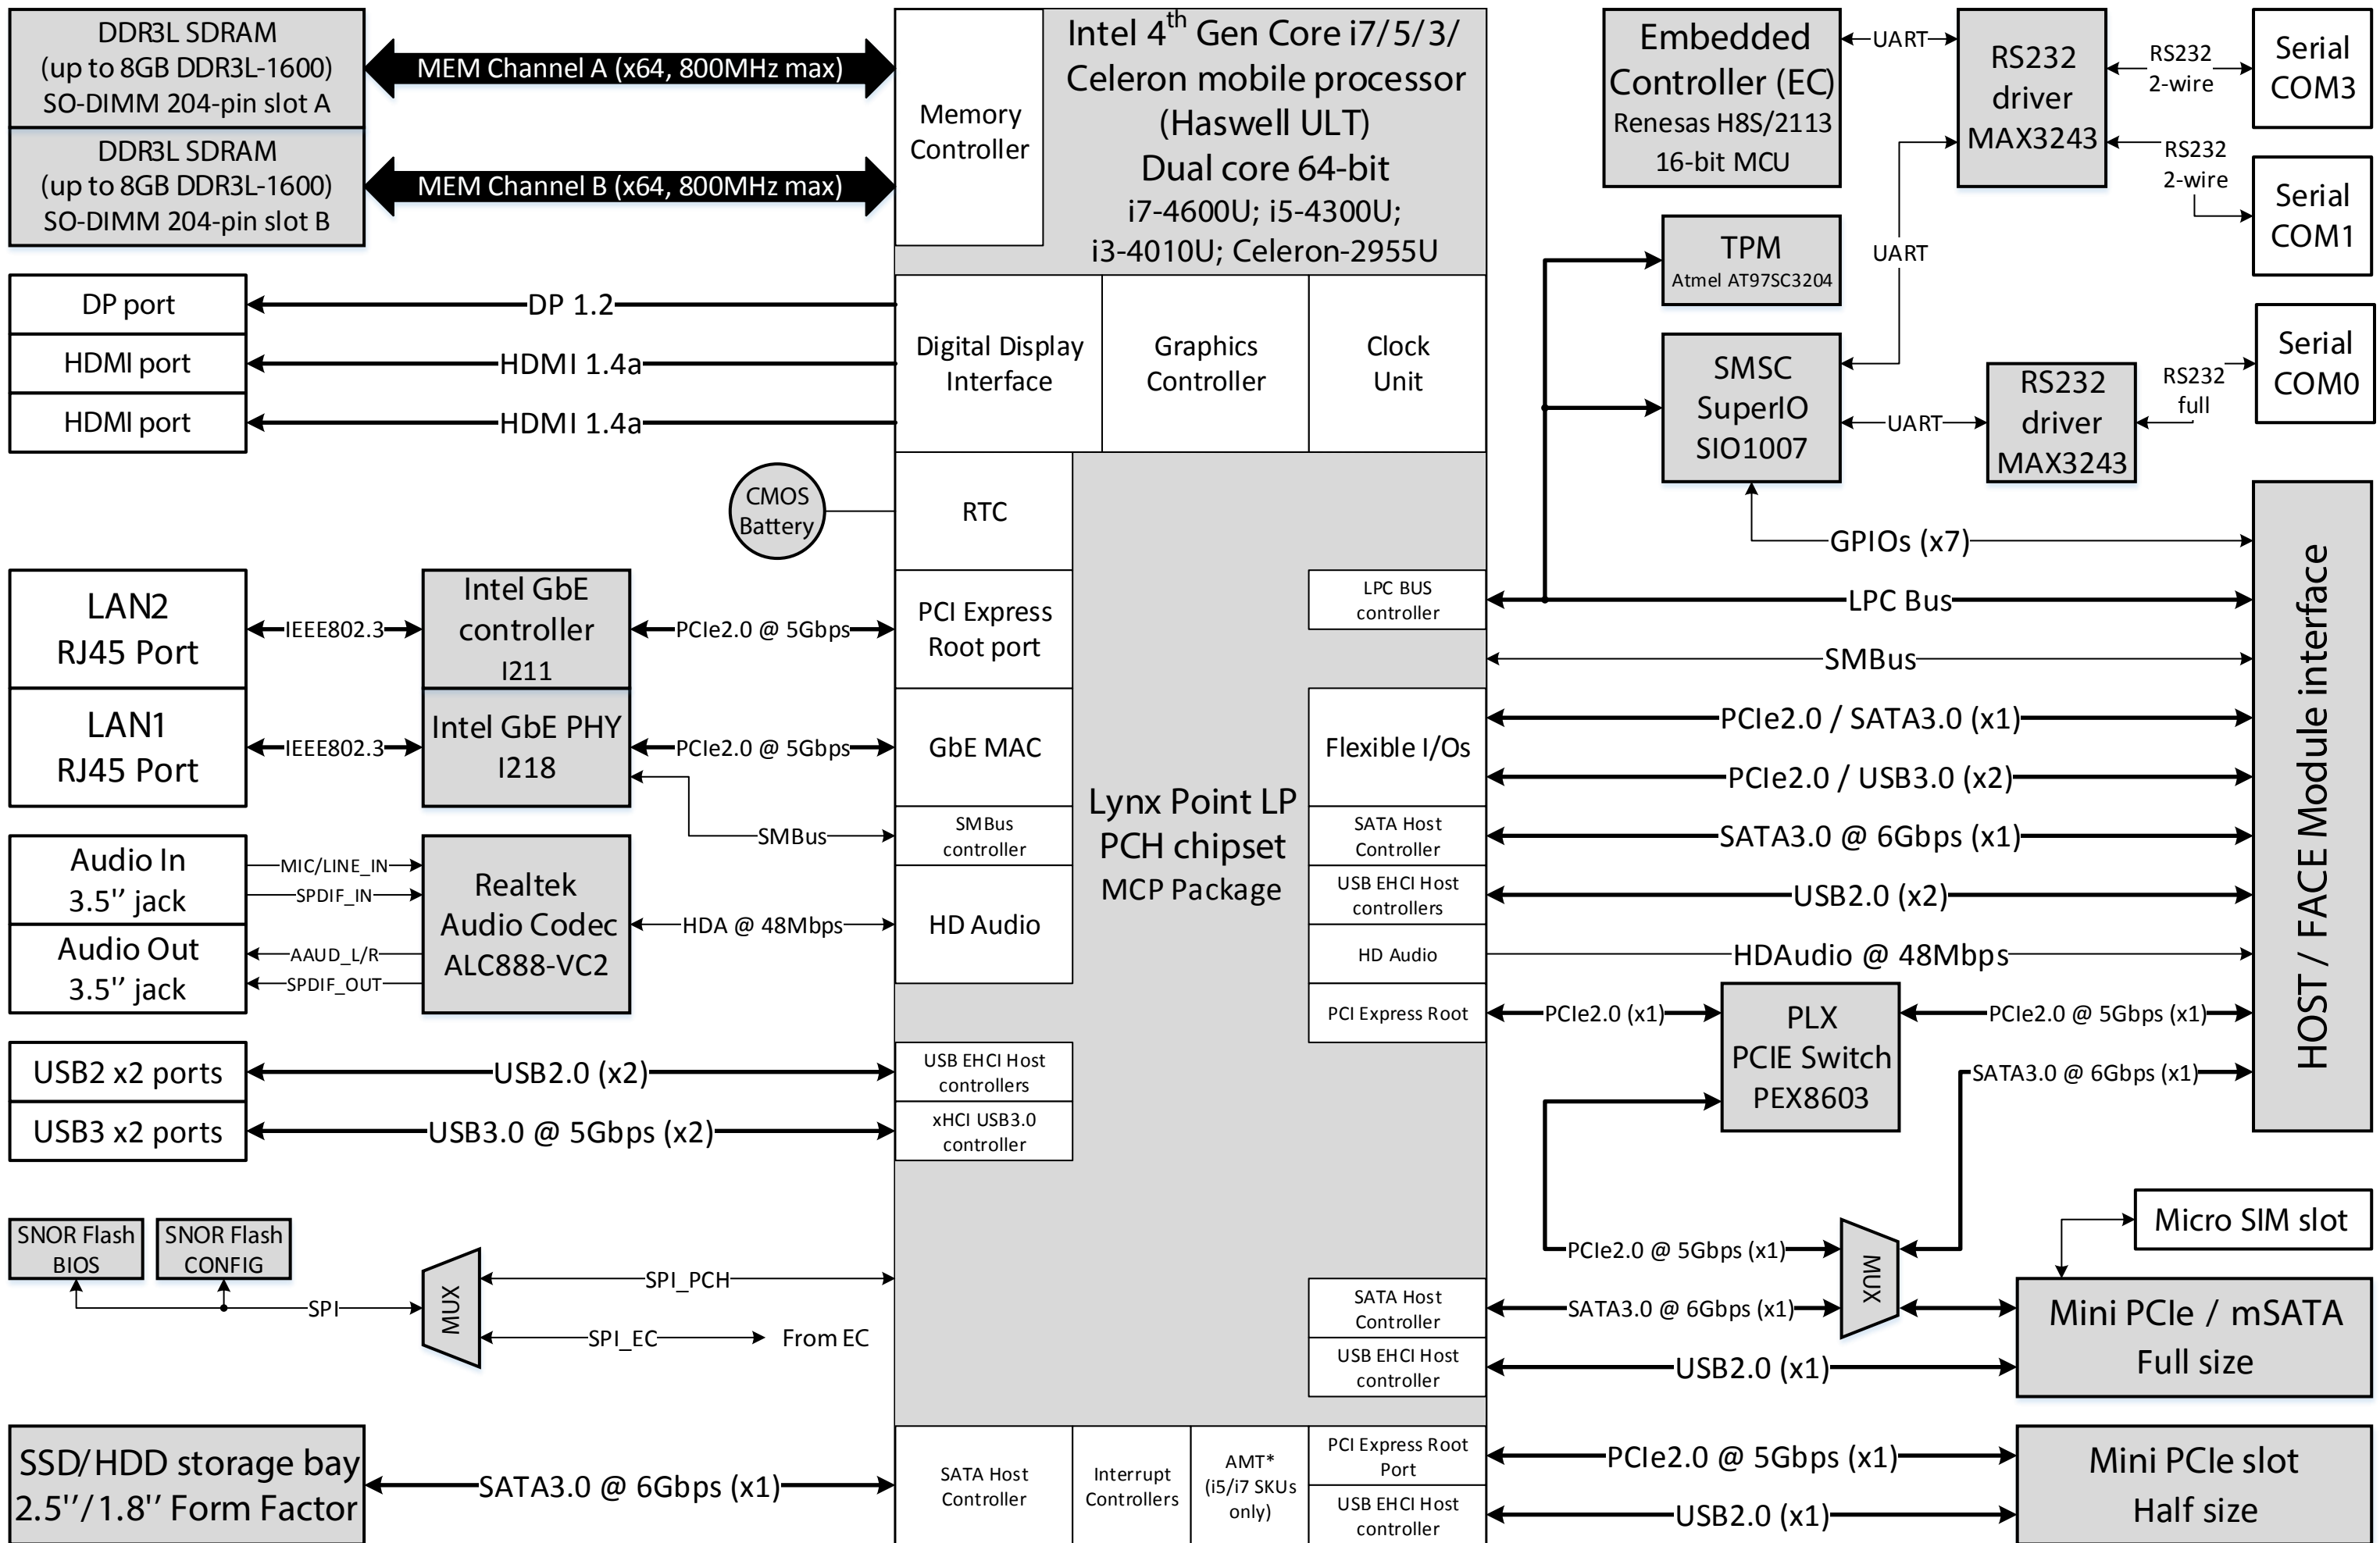 DDR3L SDRAM
(up to 8GB DDR3L-1600)
SO-DIMM 204-pin slot A
DDR3L SDRAM
(up to 8GB DDR3L-1600)
SO-DIMM 204-pin slot B
MEM Channel A (x64, 800MHz max)
MEM Channel B (x64, 800MHz max)
Memory
Controller
Intel 4th Gen Core i7/5/3/
Celeron mobile processor
(Haswell ULT)
Dual core 64-bit
i7-4600U; i5-4300U;
i3-4010U; Celeron-2955U
DP port
HDMI port
HDMI port
DP 1.2
HDMI 1.4a
HDMI 1.4a
Digital Display
Interface
Graphics
Controller
Clock
Unit
CMOS
Battery
RTC
LAN2
RJ45 Port
LAN1
RJ45 Port
IEEE802.3
IEEE802.3
Intel GbE
controller
I211
Intel GbE PHY
I218
PCIe2.0 @ 5Gbps
PCIe2.0 @ 5Gbps
SMBus
PCI Express
Root port
GbE MAC
SMBus
controller
HD Audio
Audio In
3.5'' jack
Audio Out
3.5'' jack
MIC/LINE_IN
SPDIF_IN
AAUD_L/R
SPDIF_OUT
Realtek
Audio Codec
ALC888-VC2
HDA @ 48Mbps
USB2 x2 ports
USB3 x2 ports
USB2.0 (x2)
USB3.0 @ 5Gbps (x2)
USB EHCI Host
controllers
xHCI USB3.0
controller
Lynx Point LP
PCH chipset
MCP Package
SNOR Flash
BIOS
SNOR Flash
CONFIG
SPI
MUX
SPI_PCH
SPI_EC
From EC
SSD/HDD storage bay
2.5''/1.8'' Form Factor
SATA3.0 @ 6Gbps (x1)
SATA Host
Controller
Interrupt
Controllers
AMT*
(i5/i7 SKUs
only)
PCI Express Root
Port
USB EHCI Host
controller
Embedded
Controller (EC)
Renesas H8S/2113
16-bit MCU
UART
RS232
driver
MAX3243
RS232
2-wire
RS232
2-wire
Serial
COM3
Serial
COM1
TPM
Atmel AT97SC3204
UART
SMSC
SuperIO
SIO1007
UART
RS232
driver
MAX3243
RS232
full
Serial
COM0
GPIOs (x7)
LPC BUS
controller
LPC Bus
SMBus
Flexible I/Os
PCIe2.0 / SATA3.0 (x1)
PCIe2.0 / USB3.0 (x2)
SATA Host
Controller
SATA3.0 @ 6Gbps (x1)
USB EHCI Host
controllers
USB2.0 (x2)
HD Audio
HDAudio @ 48Mbps
PCI Express Root
PCIe2.0 (x1)
PLX
PCIE Switch
PEX8603
PCIe2.0 @ 5Gbps (x1)
SATA3.0 @ 6Gbps (x1)
HOST / FACE Module interface
PCIe2.0 @ 5Gbps (x1)
MUX
Micro SIM slot
SATA Host
Controller
SATA3.0 @ 6Gbps (x1)
USB EHCI Host
controller
USB2.0 (x1)
Mini PCIe / mSATA
Full size
PCIe2.0 @ 5Gbps (x1)
USB2.0 (x1)
Mini PCIe slot
Half size